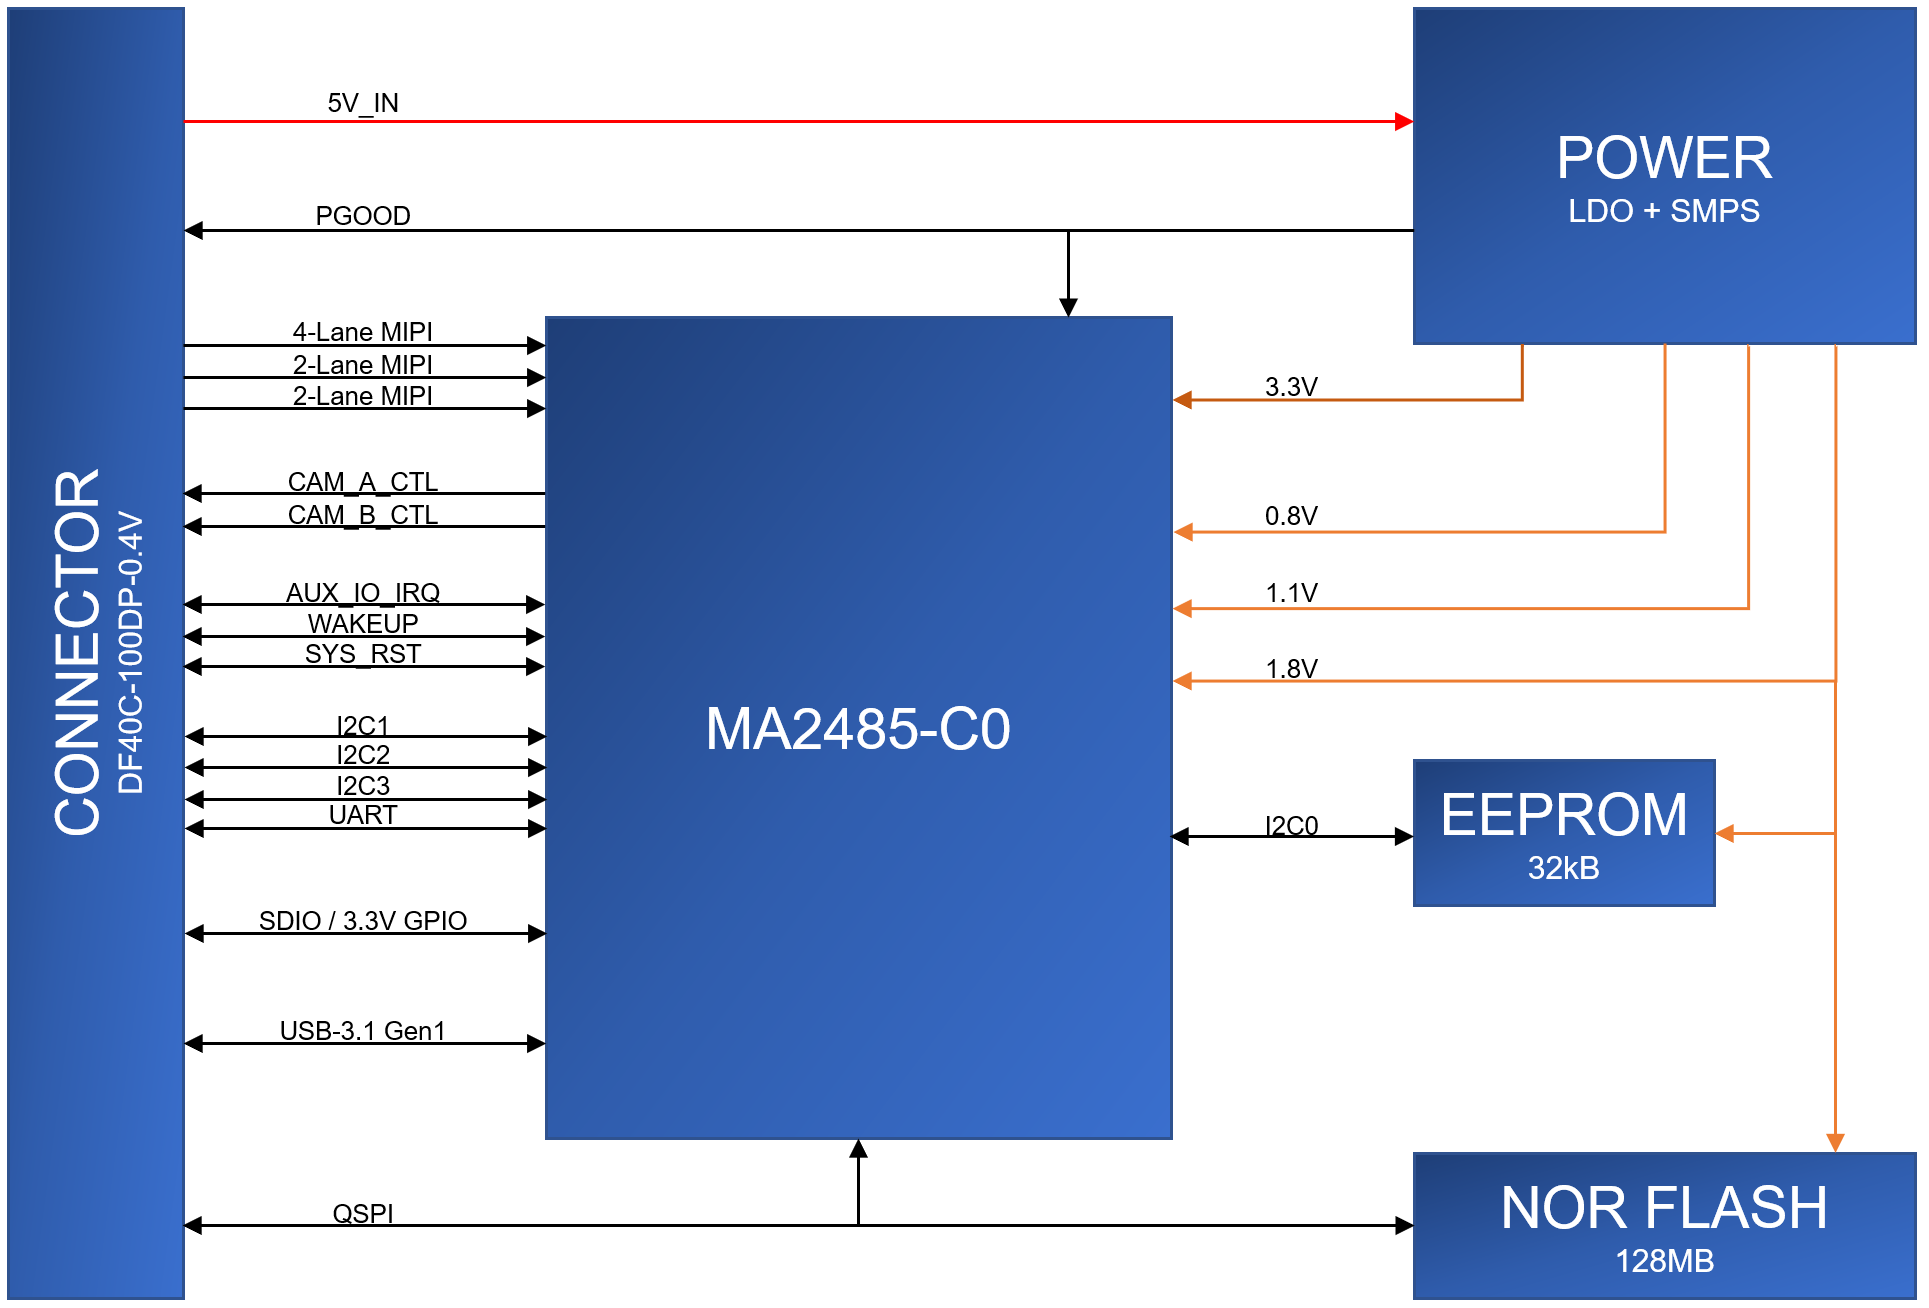 CONNECTOR
DF40C-100DP-0.4V
5V_IN
PGOOD
POWER
LDO + SMPS
4-Lane MIPI
2-Lane MIPI
2-Lane MIPI
CAM_A_CTL
CAM_B_CTL
AUX_IO_IRQ
WAKEUP
SYS_RST
I2C1
I2C2
I2C3
UART
SDIO / 3.3V GPIO
USB-3.1 Gen1
QSPI
MA2485-C0
3.3V
0.8V
1.1V
1.8V
I2C0
EEPROM
32kB
NOR FLASH
128MB